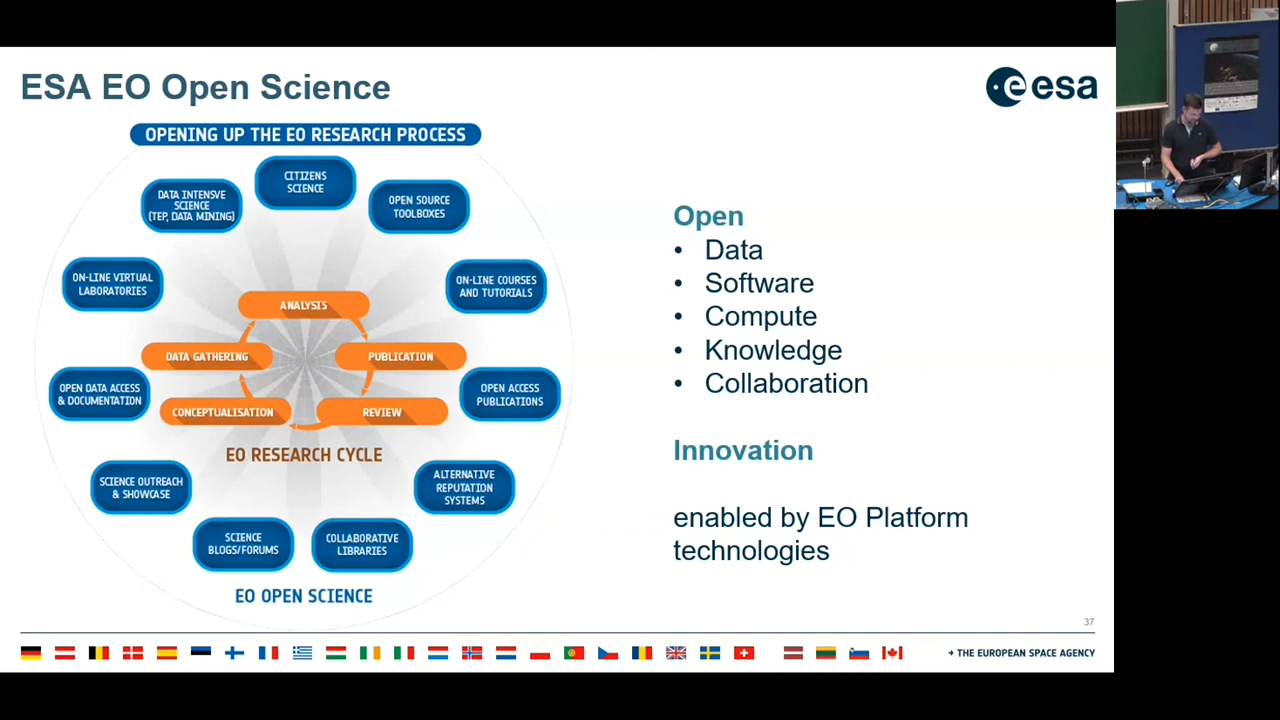 ESA EO Open Science
esa
OPENING UP THE EO RESEARCH PROCESS
CITIZENS
SCIENCE
DATA INTENSVE
SCIENCE
(TEP, DATA MINING)
OPEN SOURCE
TOOLBOXES
ON-LINE VIRTUAL
LABORATORIES
ON-LINE COURSES
AND TUTORIALS
ANALYSIS
DATA GATHERING
PUBLICATION
OPEN DATA ACCESS
& DOCUMENTATION
OPEN ACCESS
PUBLICATIONS
CONCEPTUALISATION
REVIEW
EO RESEARCH CYCLE
SCIENCE OUTREACH
& SHOWCASE
ALTERNATIVE
REPUTATION
SYSTEMS
SCIENCE
BLOGS/FORUMS
COLLABORATIVE
LIBRARIES
EO OPEN SCIENCE
Open
• Data
• Software
• Compute
• Knowledge
• Collaboration
Innovation
enabled by EO Platform
technologies
37
→ THE EUROPEAN SPACE AGENCY